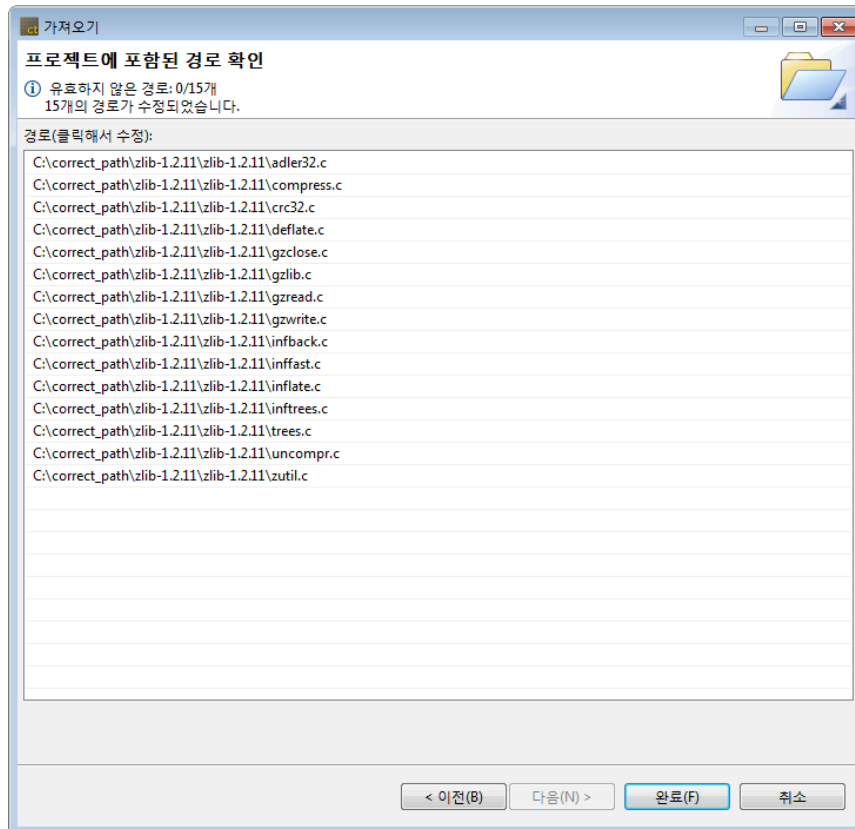 ct 가져오기
프로젝트에 포함된 경로 확인
유효하지 않은 경로: 0/15개
15개의 경로가 수정되었습니다.
경로(클릭해서 수정):
C:\correct_path\zlib-1.2.11\zlib-1.2.11\adler32.c
C:\correct_path\zlib-1.2.11\zlib-1.2.11\compress.c
C:\correct_path\zlib-1.2.11\zlib-1.2.11\crc32.c
C:\correct_path\zlib-1.2.11\zlib-1.2.11\deflate.c
C:\correct_path\zlib-1.2.11\zlib-1.2.11\gzclose.c
C:\correct_path\zlib-1.2.11\zlib-1.2.11\gzlib.c
C:\correct_path\zlib-1.2.11\zlib-1.2.11\gzread.c
C:\correct_path\zlib-1.2.11\zlib-1.2.11\gzwrite.c
C:\correct_path\zlib-1.2.11\zlib-1.2.11\infback.c
C:\correct_path\zlib-1.2.11\zlib-1.2.11\inffast.c
C:\correct_path\zlib-1.2.11\zlib-1.2.11\inflate.c
C:\correct_path\zlib-1.2.11\zlib-1.2.11\inftrees.c
C:\correct_path\zlib-1.2.11\zlib-1.2.11\trees.c
C:\correct_path\zlib-1.2.11\zlib-1.2.11\uncompr.c
C:\correct_path\zlib-1.2.11\zlib-1.2.11\zutil.c
< 이전(B) 다음(N) > 완료(F) 취소